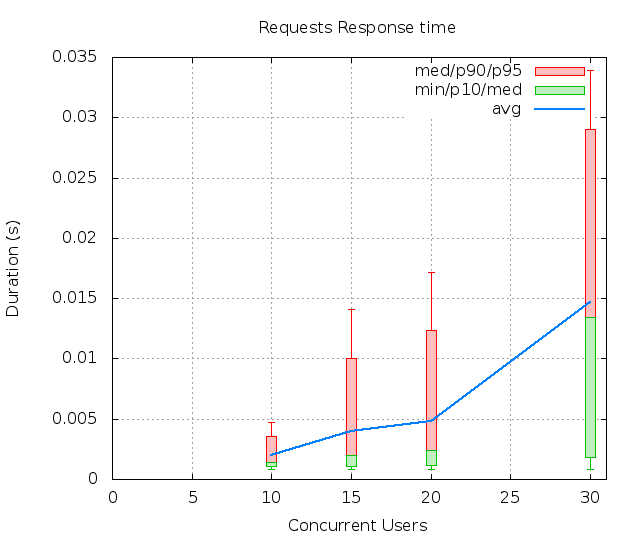 Requests Response time
med/p90/p95
min/p10/med
avg
0.035
0.03
0.025
0.02
0.015
0.01
0.005
0
Duration (s)
0 5 10 15 20 25 30
Concurrent Users